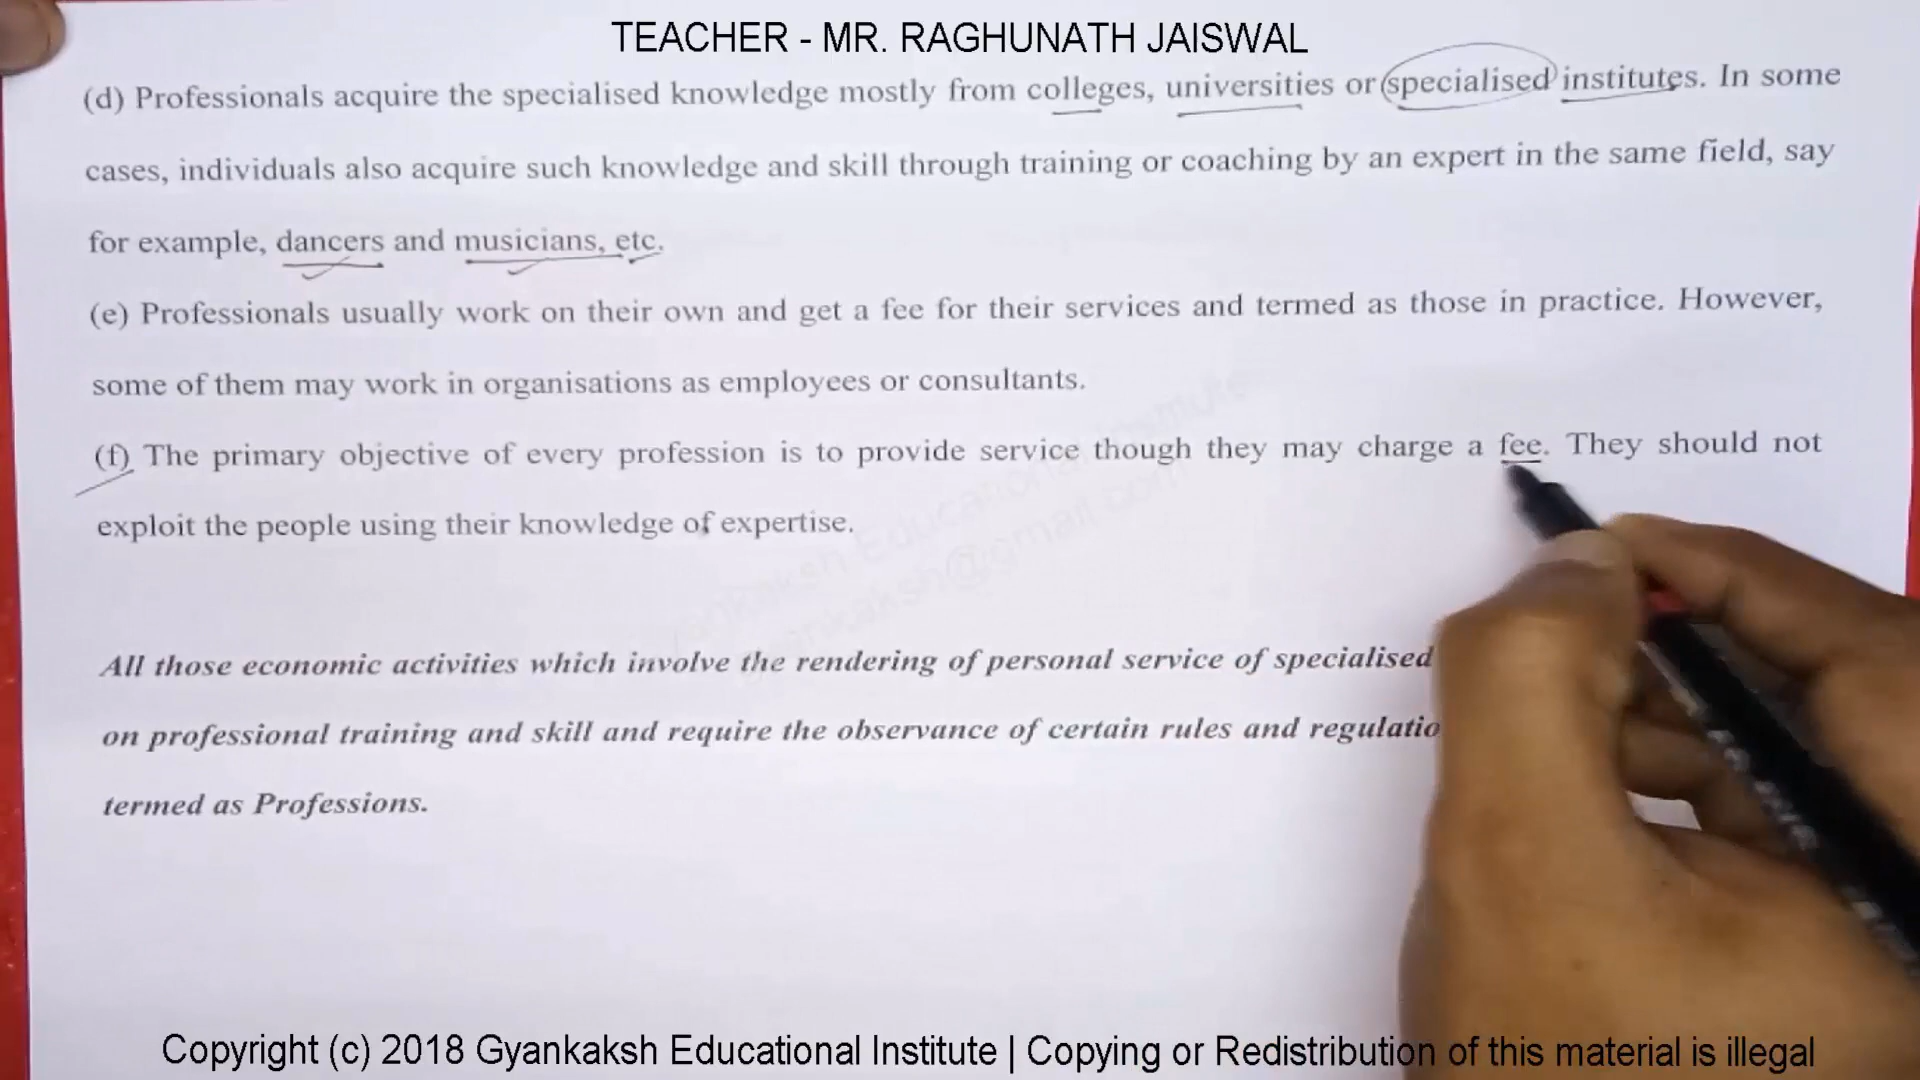 TEACHER - MR. RAGHUNATH JAISWAL
(d) Professionals acquire the specialised knowledge mostly from colleges, universities or specialised institutes. In some
cases, individuals also acquire such knowledge and skill through training or coaching by an expert in the same field, say
for example, dancers and musicians, etc.
(e) Professionals usually work on their own and get a fee for their services and termed as those in practice. However,
some of them may work in organisations as employees or consultants.
(f) The primary objective of every profession is to provide service though they may charge a fee. They should not
exploit the people using their knowledge of expertise.
All those economic activities which involve the rendering of personal service of specialised
on professional training and skill and require the observance of certain rules and regulatio
termed as Professions.
Copyright (c) 2018 Gyankaksh Educational Institute | Copying or Redistribution of this material is illegal